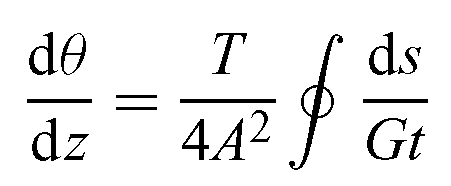 dθ/dz = T/4A² ∮ ds/Gt